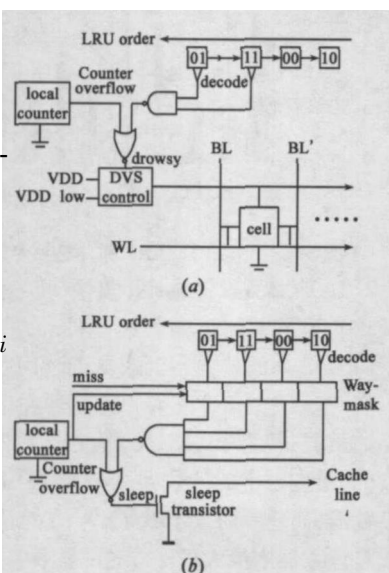 LRU order
01 11 00 10
decode
Counter
overflow
local
counter
drowsy
BL
BL'
VDD
VDD low
DVS
control
cell
WL
(a)
i
LRU order
01 11 00 10
decode
miss
update
Way-
mask
local
counter
Counter
overflow
sleep
sleep
transistor
Cache
line
(b)